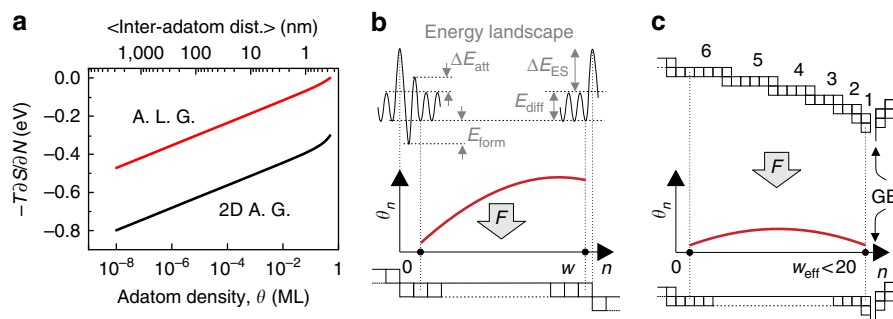 a
<Inter-adatom dist.> (nm)
1,000 100 10 1
0.0
−0.2
−0.4
−0.6
−0.8
−T∂S/∂N (eV)
A. L. G.
2D A. G.
10⁻⁸ 10⁻⁶ 10⁻⁴ 10⁻² 1
Adatom density, θ (ML)
b
Energy landscape
ΔE_att
ΔE_ES
E_diff
E_form
θ_n
F
0 w n
c
6 5 4 3 2 1
F
GB
θ_n
0 w_eff<20 n